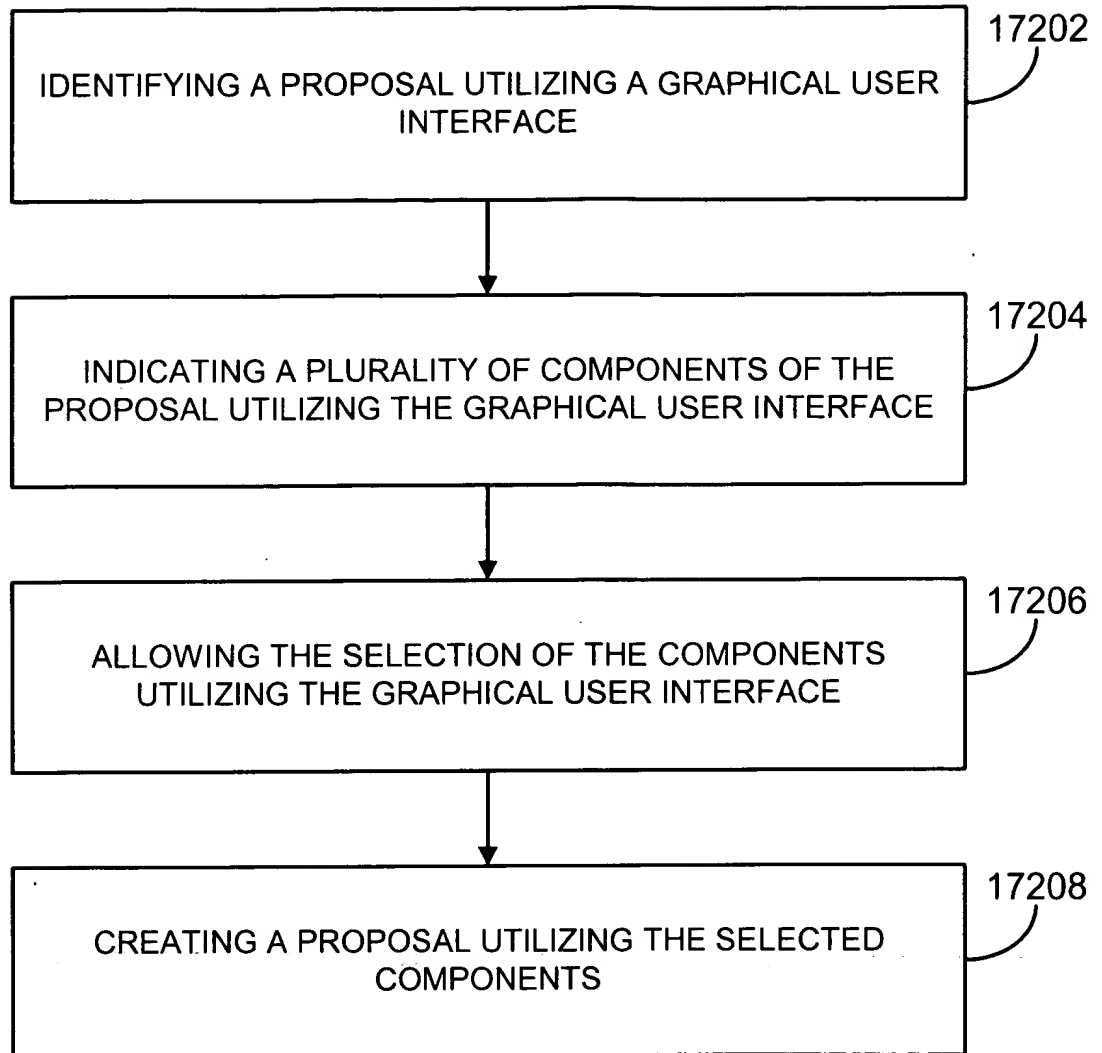 17202
IDENTIFYING A PROPOSAL UTILIZING A GRAPHICAL USER
INTERFACE
17204
INDICATING A PLURALITY OF COMPONENTS OF THE
PROPOSAL UTILIZING THE GRAPHICAL USER INTERFACE
17206
ALLOWING THE SELECTION OF THE COMPONENTS
UTILIZING THE GRAPHICAL USER INTERFACE
17208
CREATING A PROPOSAL UTILIZING THE SELECTED
COMPONENTS